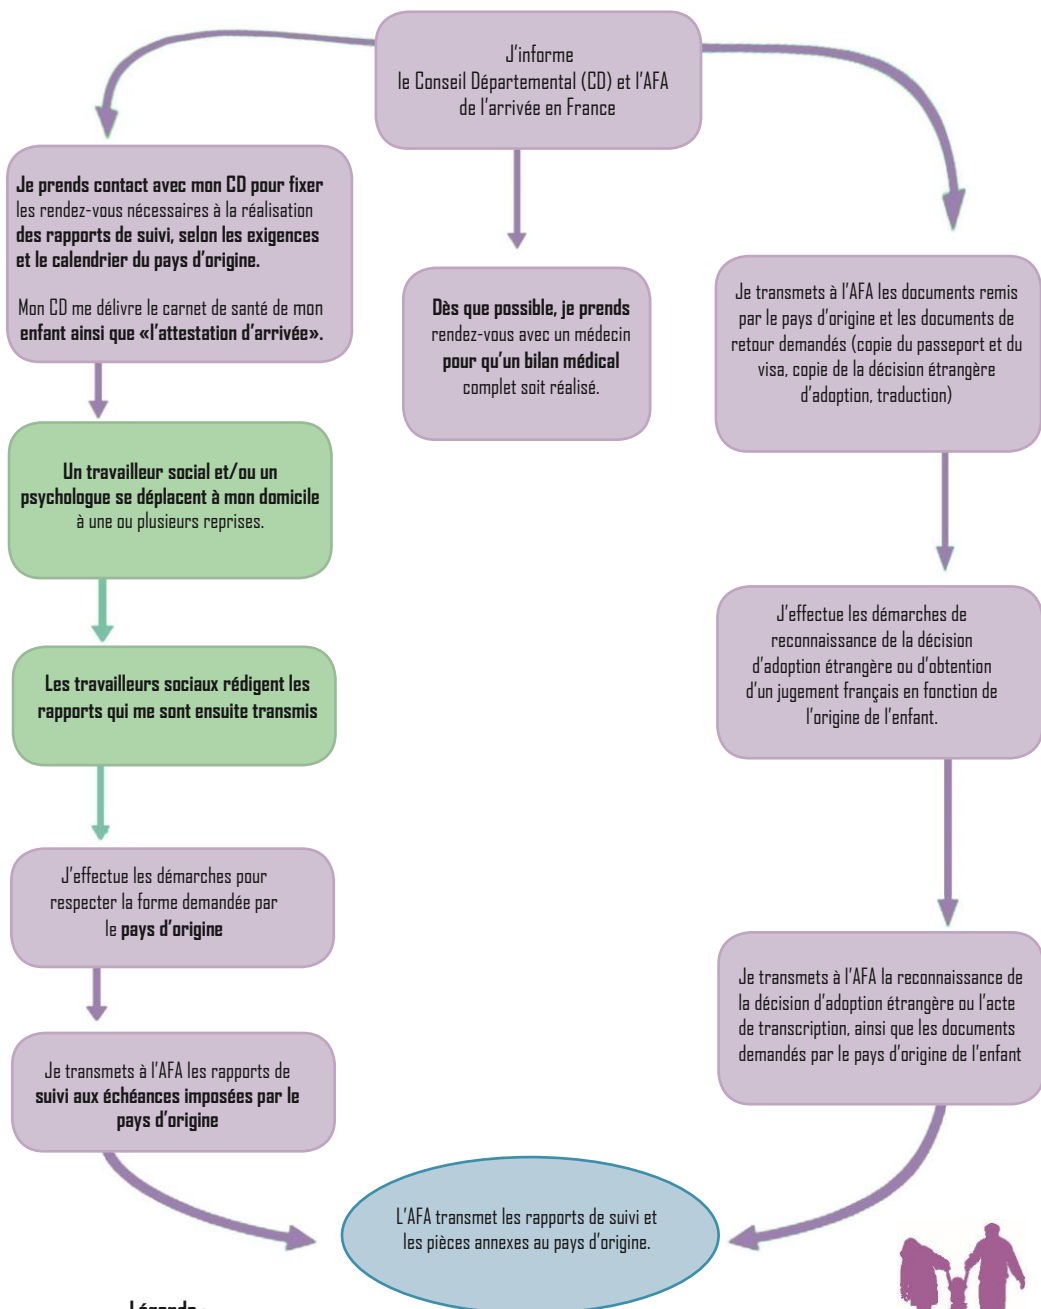 J'informe
le Conseil Départemental (CD) et l'AFA
de l'arrivée en France
Je prends contact avec mon CD pour fixer
les rendez-vous nécessaires à la réalisation
des rapports de suivi, selon les exigences
et le calendrier du pays d'origine.
Mon CD me délivre le carnet de santé de mon
enfant ainsi que «l'attestation d'arrivée».
Un travailleur social et/ou un
psychologue se déplacent à mon domicile
à une ou plusieurs reprises.
Les travailleurs sociaux rédigent les
rapports qui me sont ensuite transmis
J'effectue les démarches pour
respecter la forme demandée par
le pays d'origine
Je transmets à l'AFA les rapports de
suivi aux échéances imposées par le
pays d'origine
Dès que possible, je prends
rendez-vous avec un médecin
pour qu'un bilan médical
complet soit réalisé.
Je transmets à l'AFA les documents remis
par le pays d'origine et les documents de
retour demandés (copie du passeport et du
visa, copie de la décision étrangère
d'adoption, traduction)
J'effectue les démarches de
reconnaissance de la décision
d'adoption étrangère ou d'obtention
d'un jugement français en fonction de
l'origine de l'enfant.
Je transmets à l'AFA la reconnaissance de
la décision d'adoption étrangère ou l'acte
de transcription, ainsi que les documents
demandés par le pays d'origine de l'enfant
L'AFA transmet les rapports de suivi et
les pièces annexes au pays d'origine.
Légende :